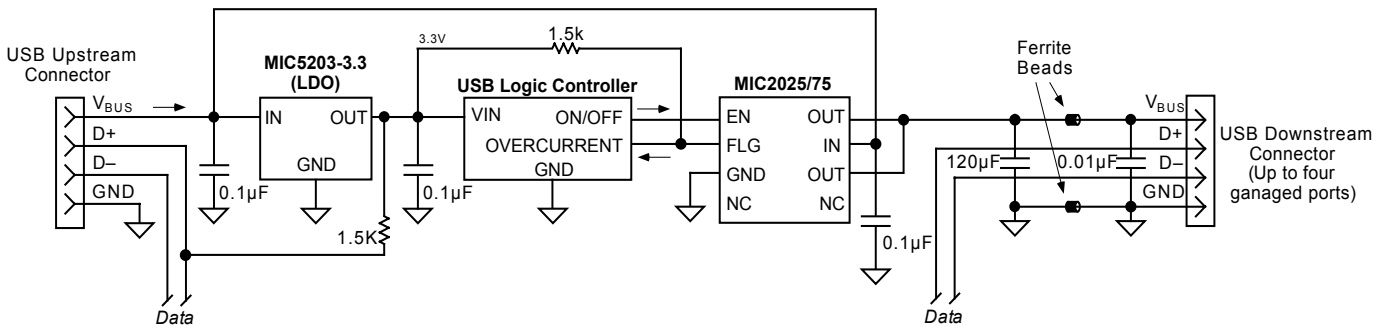 USB Upstream
Connector
VBUS
D+
D–
GND
Data
MIC5203-3.3
(LDO)
IN
OUT
GND
0.1µF
1.5K
3.3V
1.5k
0.1µF
USB Logic Controller
VIN
ON/OFF
OVERCURRENT
GND
MIC2025/75
EN
OUT
FLG
IN
GND
OUT
NC
NC
0.1µF
Ferrite
Beads
120µF
0.01µF
VBUS
D+
D–
GND
Data
USB Downstream
Connector
(Up to four
ganaged ports)